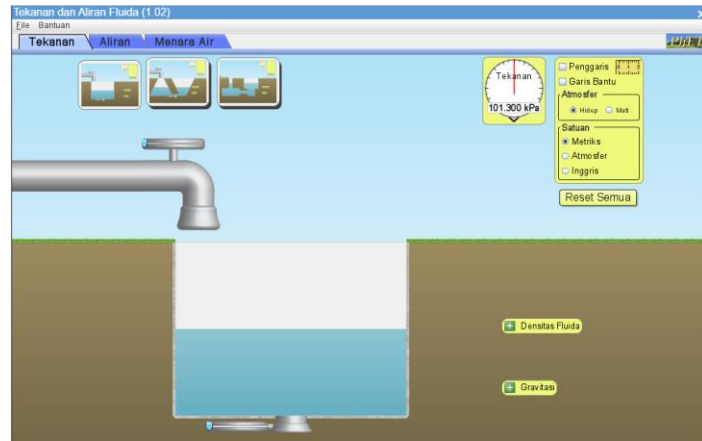 Tekanan dan Aliran Fluida (1.02)
File Bantuan
Tekanan Aliran Menara Air
PhET
Tekanan
101.300 kPa
Penggaris
Garis Bantu
Atmosfer
Hidup Mati
Satuan
Metriks
Atmosfer
Inggris
Reset Semua
Densitas Fluida
Gravitasi